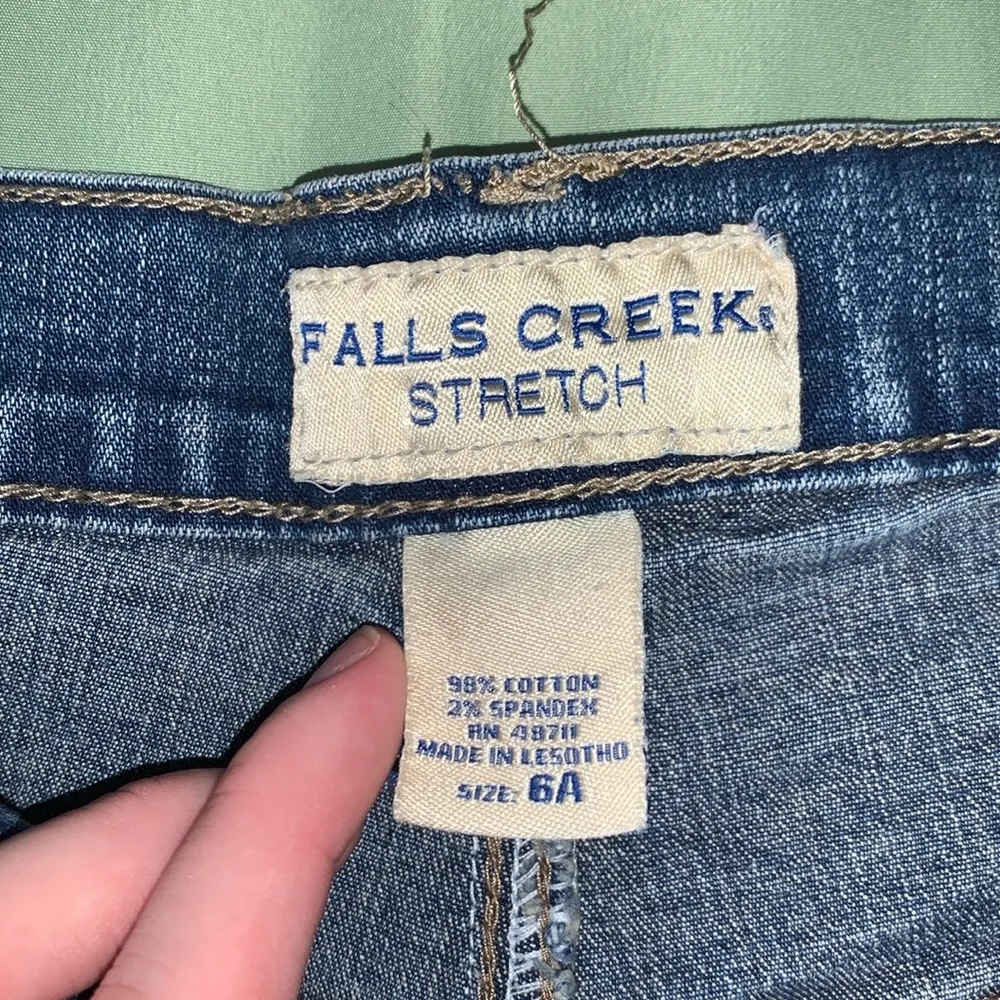 FALLS CREEK®
STRETCH
98% COTTON
2% SPANDEX
RN 48711
MADE IN LESOTHO
SIZE: 6A